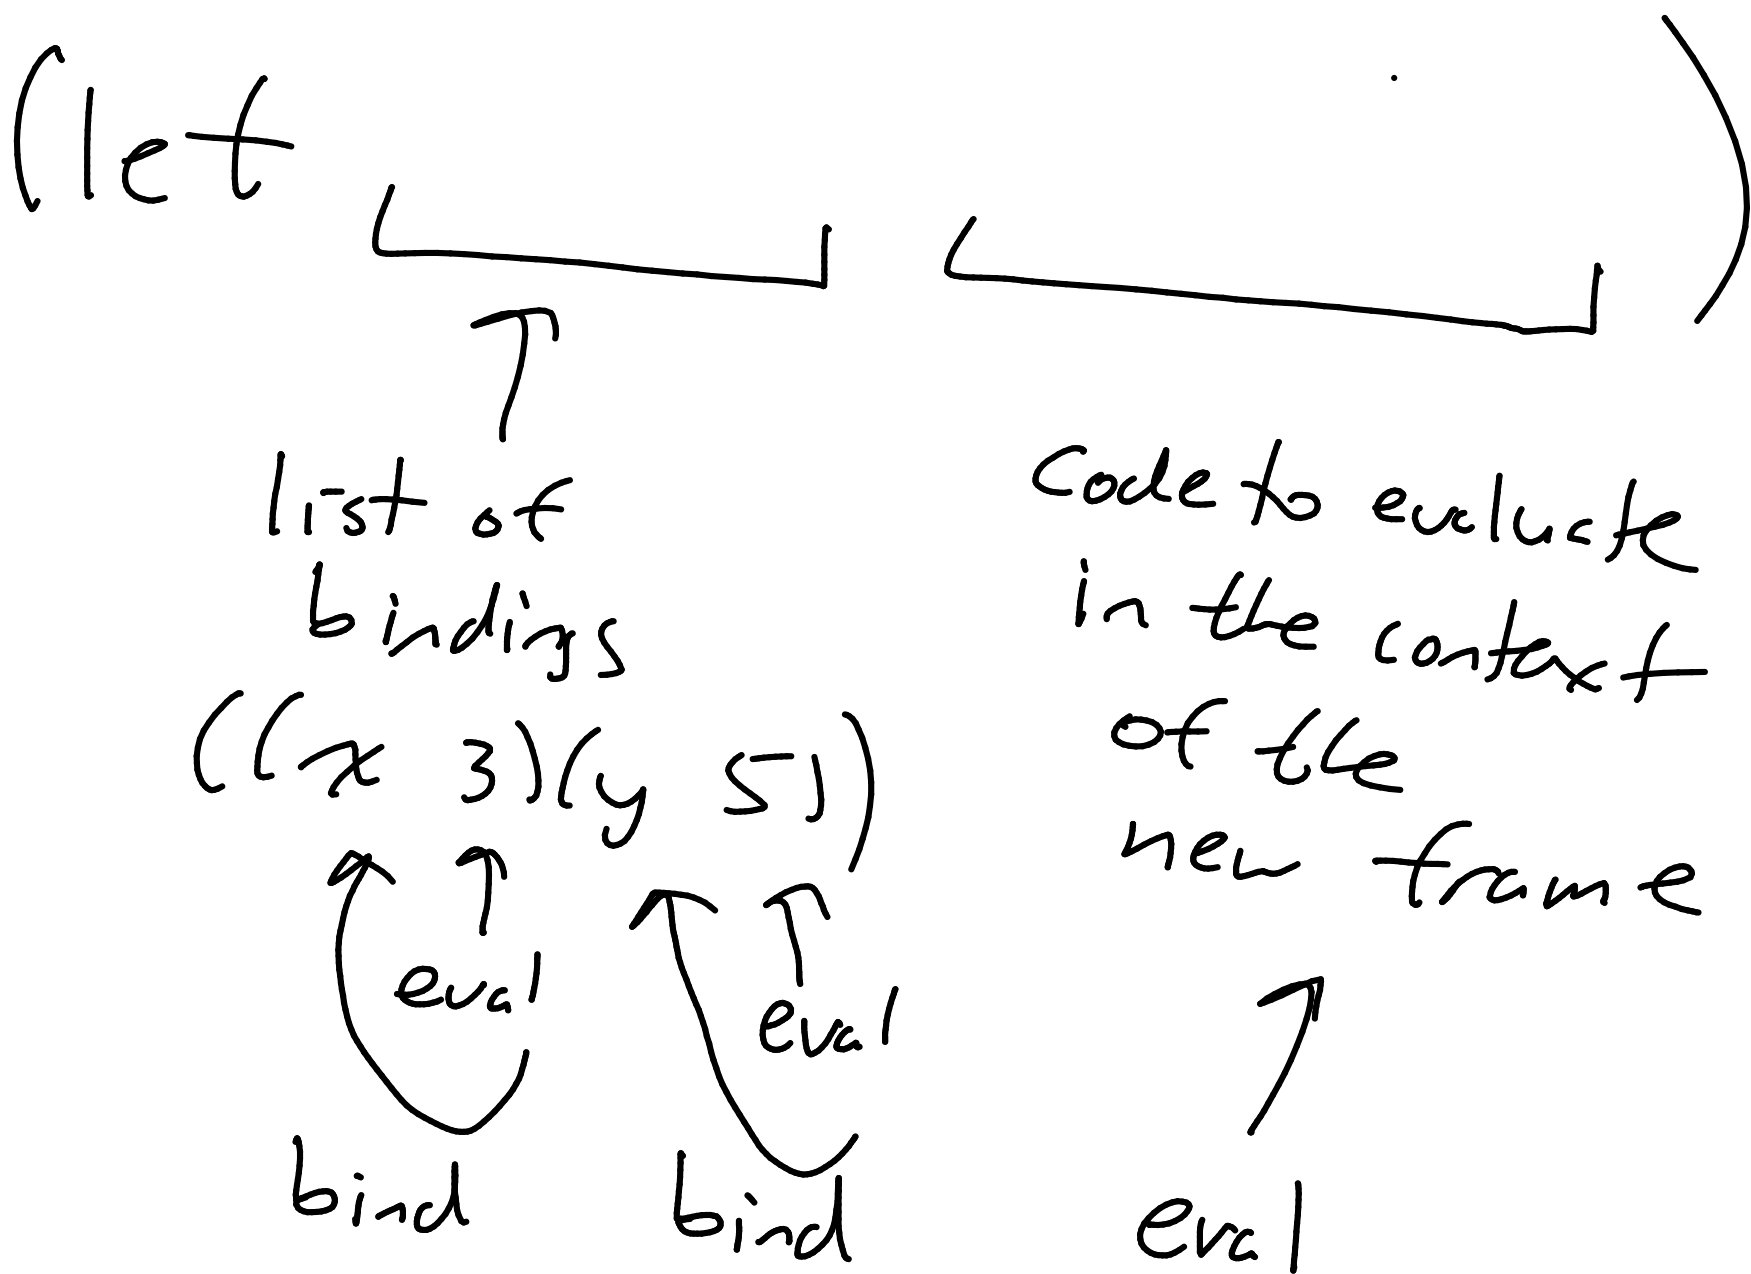 (let )
list of
bindings
((x 3)(y 5))
eval
eval
bind
bind
Code to evaluate
in the context
of the
new frame
eval